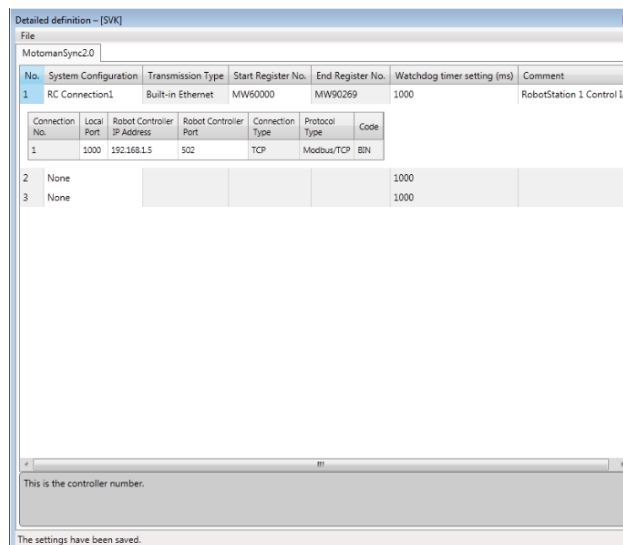 Detailed definition – [SVK]
File
MotomanSync2.0
No. System Configuration Transmission Type Start Register No. End Register No. Watchdog timer setting (ms) Comment
1 RC Connection1 Built-in Ethernet MW60000 MW90269 1000 RobotStation 1 Control
Connection No. Local Port Robot Controller IP Address Robot Controller Port Connection Type Protocol Type Code
1 1000 192.168.1.5 502 TCP Modbus/TCP BIN
2 None 1000
3 None 1000
This is the controller number.
The settings have been saved.